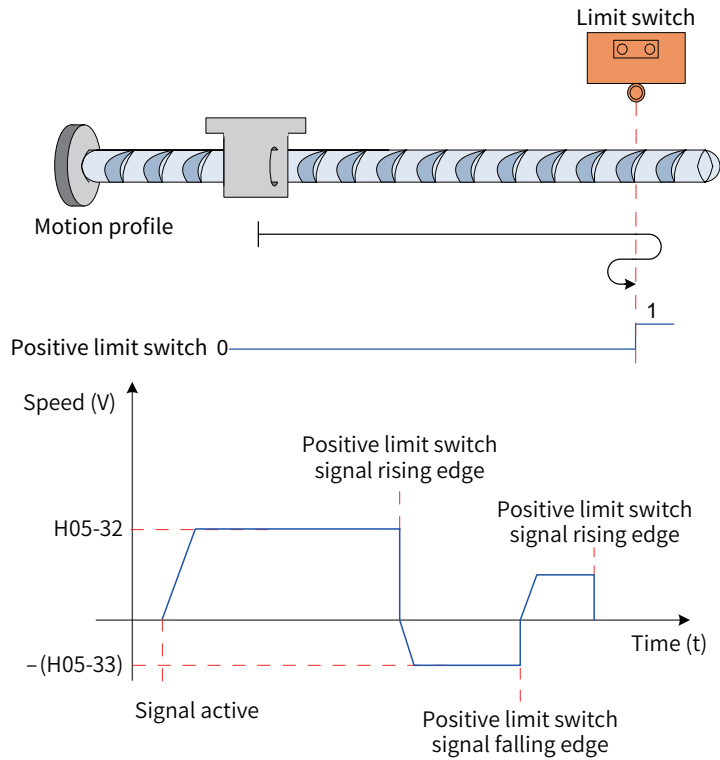 Limit switch
Motion profile
1
Positive limit switch 0
Speed (V)
Positive limit switch
signal rising edge
Positive limit switch
signal rising edge
H05-32
Time (t)
–(H05-33)
Signal active
Positive limit switch
signal falling edge